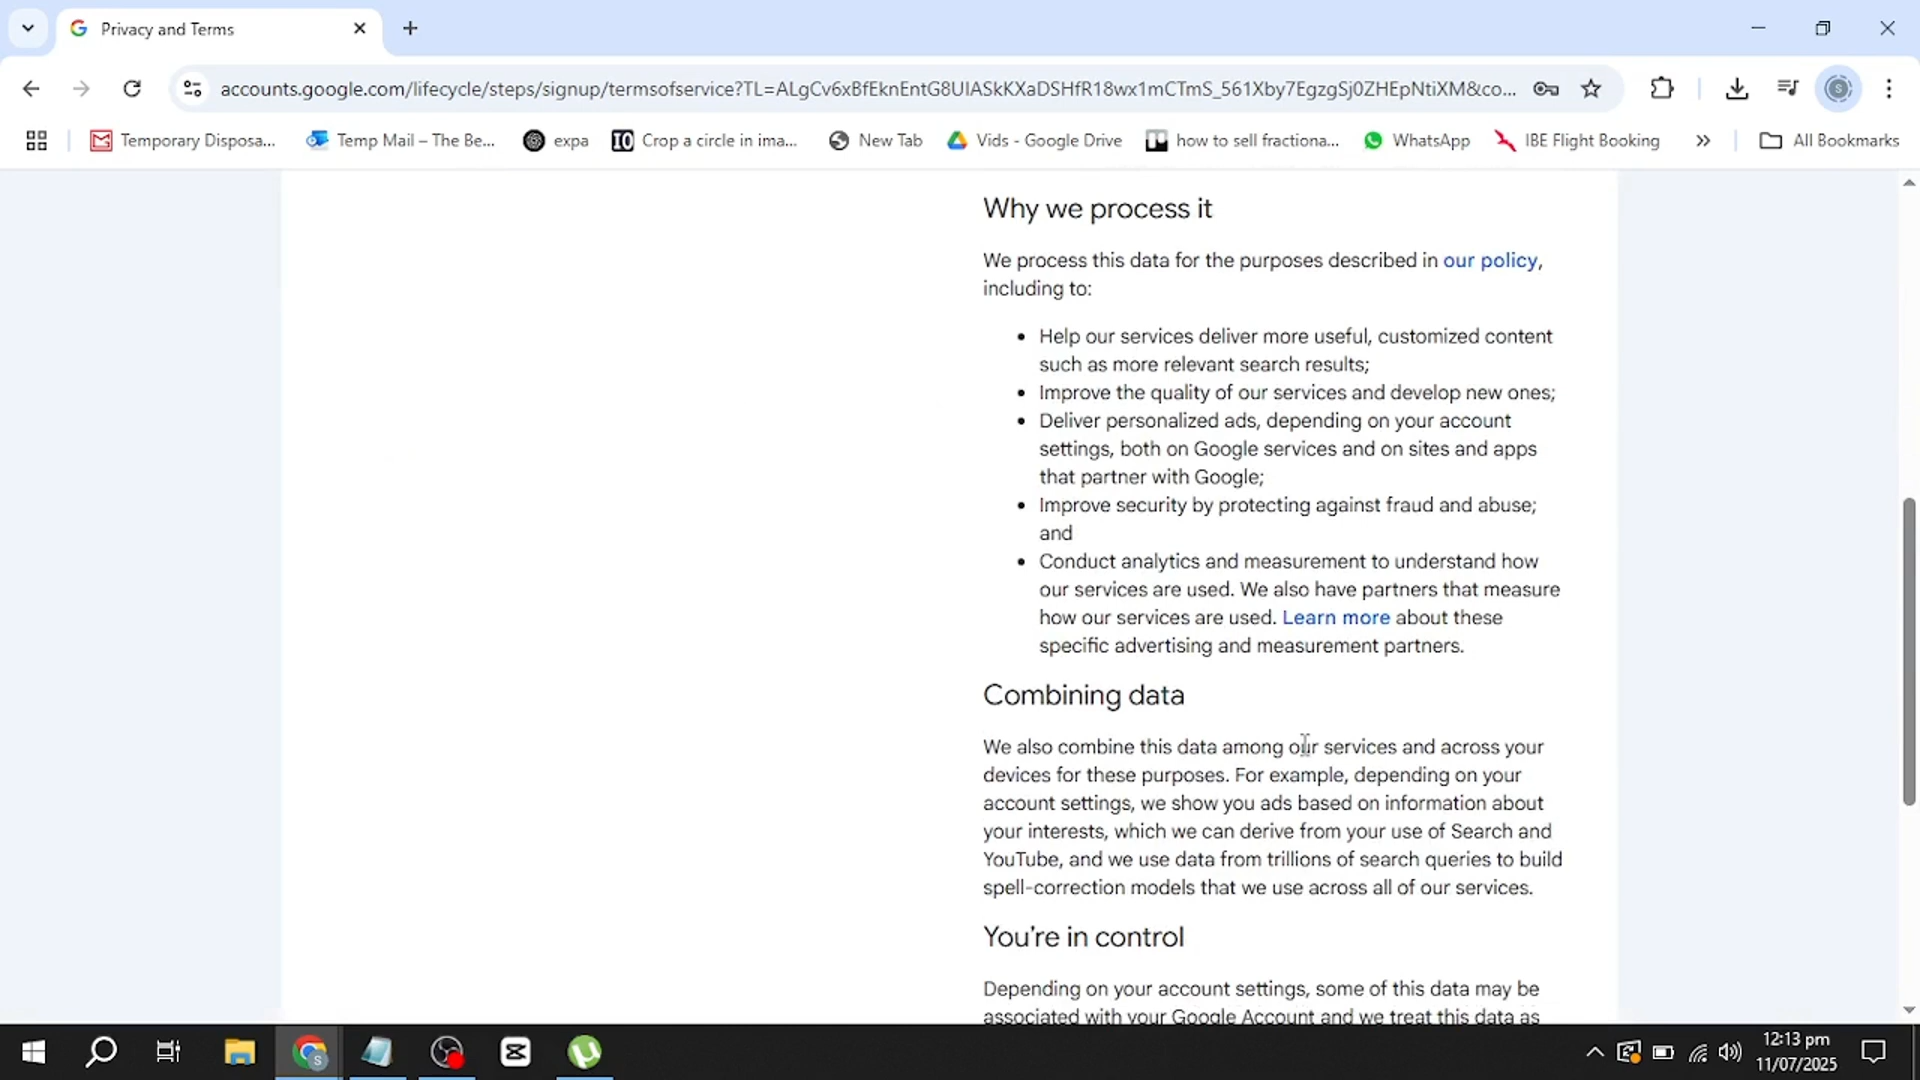 Privacy and Terms
accounts.google.com/lifecycle/steps/signup/termsofservice?TL=ALgCv6xBfEknEntG8UIASkKXaDSHfR18wx1mCTmS_561Xby7EgzgSj0ZHEpNtiXM&co...
S
Temporary Disposa...
Temp Mail – The Be...
expa
IO
Crop a circle in ima...
New Tab
Vids - Google Drive
how to sell fractiona...
WhatsApp
IBE Flight Booking
»
All Bookmarks
Why we process it
We process this data for the purposes described in our policy,
including to:
• Help our services deliver more useful, customized content
such as more relevant search results;
• Improve the quality of our services and develop new ones;
• Deliver personalized ads, depending on your account
settings, both on Google services and on sites and apps
that partner with Google;
• Improve security by protecting against fraud and abuse;
and
• Conduct analytics and measurement to understand how
our services are used. We also have partners that measure
how our services are used. Learn more about these
specific advertising and measurement partners.
Combining data
We also combine this data among our services and across your
devices for these purposes. For example, depending on your
account settings, we show you ads based on information about
your interests, which we can derive from your use of Search and
YouTube, and we use data from trillions of search queries to build
spell-correction models that we use across all of our services.
You're in control
Depending on your account settings, some of this data may be
associated with your Google Account and we treat this data as
12:13 pm
11/07/2025